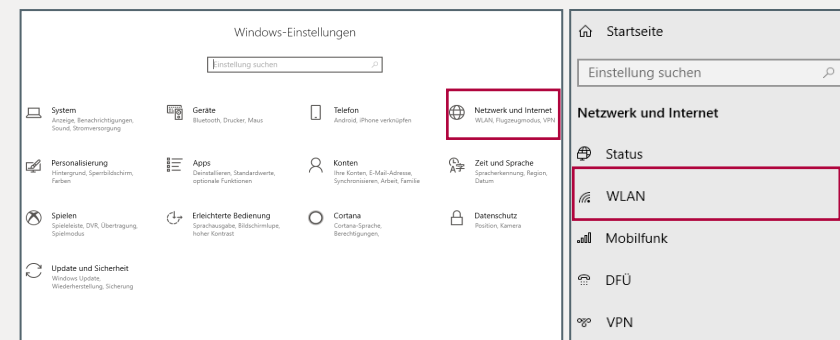 Windows-Einstellungen
Einstellung suchen
System
Anzeige, Benachrichtigungen,
Sound, Stromversorgung
Geräte
Bluetooth, Drucker, Maus
Telefon
Android, iPhone verknüpfen
Netzwerk und Internet
WLAN, Flugzeugmodus, VPN
Personalisierung
Hintergrund, Sperrbildschirm,
Farben
Apps
Deinstallieren, Standardwerte,
optionale Funktionen
Konten
Ihre Konten, E-Mail-Adresse,
Synchronisieren, Arbeit, Familie
Zeit und Sprache
Spracherkennung, Region,
Datum
Spielen
Spieleleiste, DVR, Übertragung,
Spielmodus
Erleichterte Bedienung
Sprachausgabe, Bildschirmlupe,
hoher Kontrast
Cortana
Cortana-Sprache,
Berechtigungen,
Datenschutz
Position, Kamera
Update und Sicherheit
Windows Update,
Wiederherstellung, Sicherung
Startseite
Einstellung suchen
Netzwerk und Internet
Status
WLAN
Mobilfunk
DFÜ
VPN